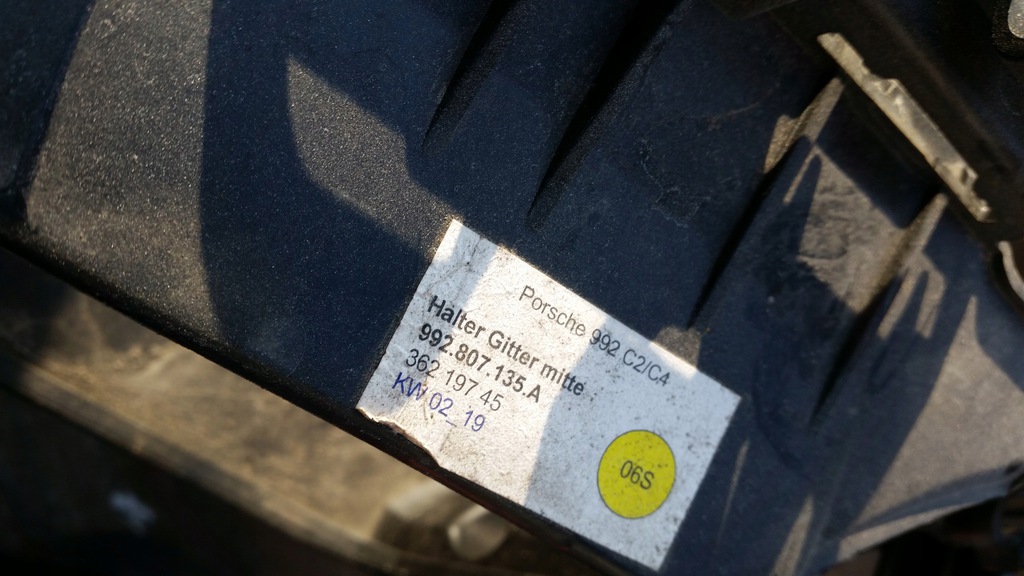 Porsche 992 C2/C4
Halter Gitter mitte
992.807.135.A
362 197 45
KW 02_19
06S